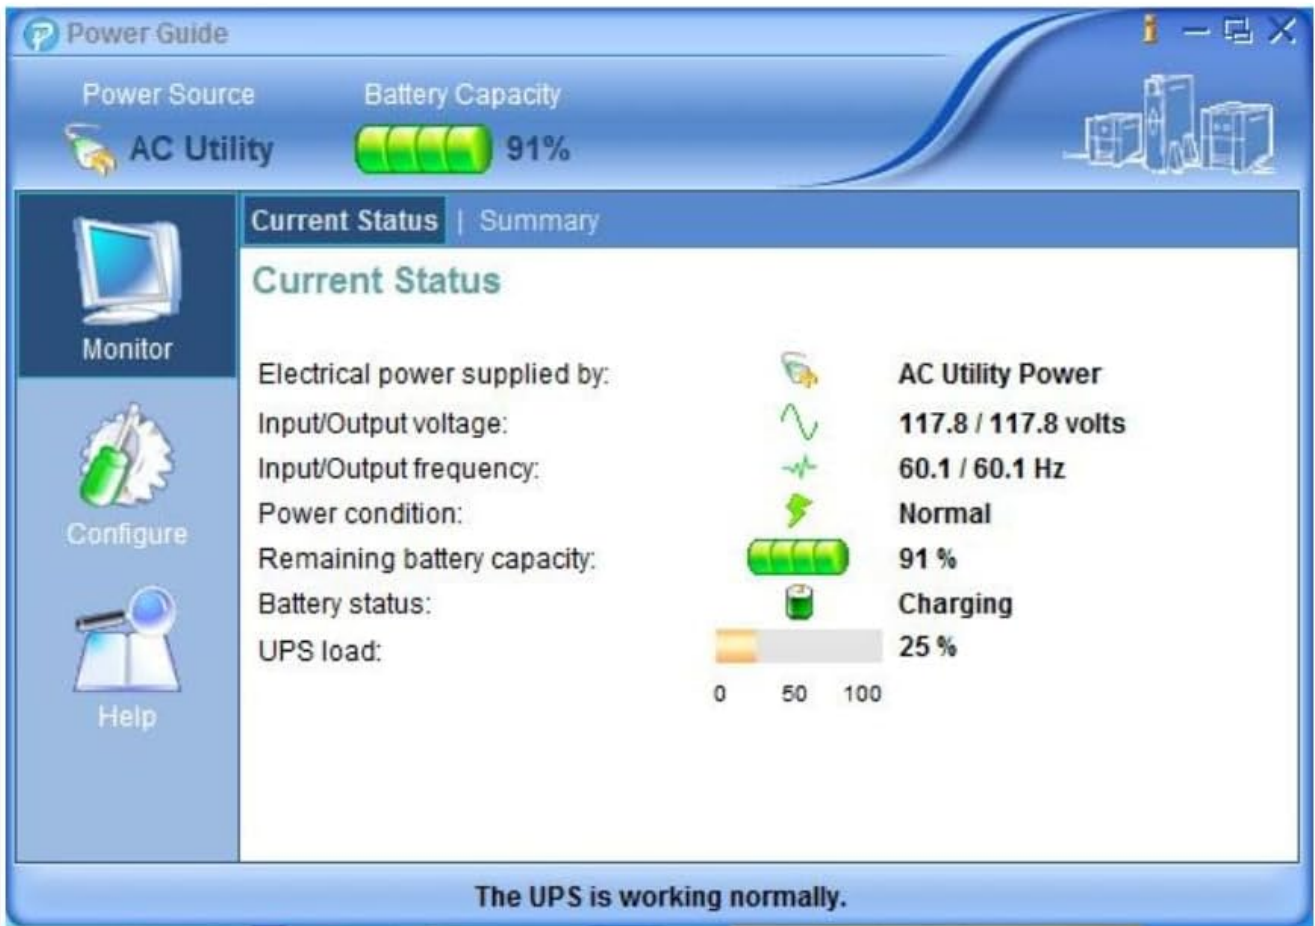 Power Guide
Power Source
Battery Capacity
AC Utility
91%
Current Status | Summary
Current Status
Monitor
Electrical power supplied by: AC Utility Power
Input/Output voltage: 117.8 / 117.8 volts
Input/Output frequency: 60.1 / 60.1 Hz
Power condition: Normal
Configure
Remaining battery capacity: 91 %
Battery status: Charging
UPS load: 25 %
0 50 100
Help
The UPS is working normally.